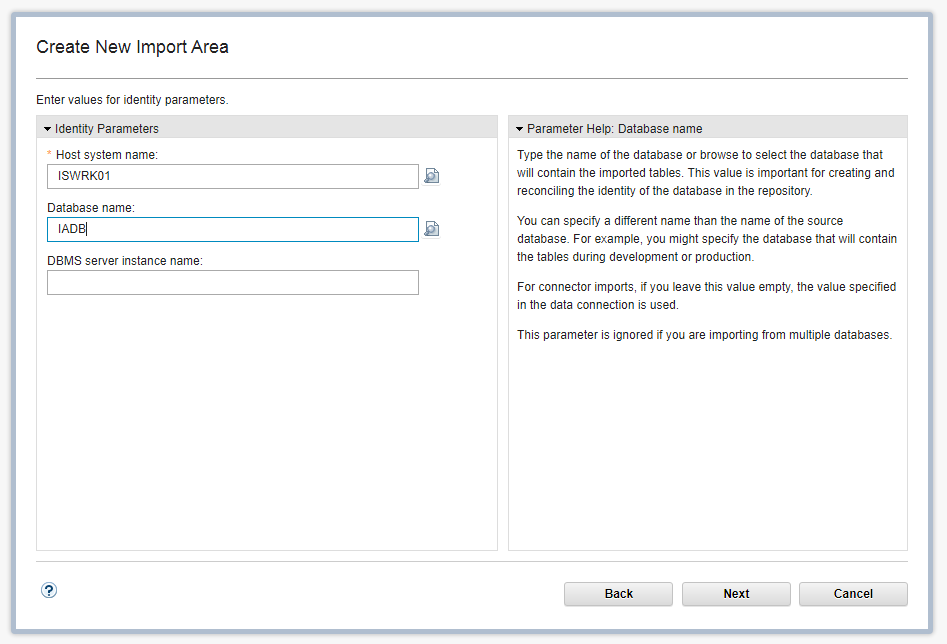 Create New Import Area
Enter values for identity parameters.
Identity Parameters
* Host system name:
ISWRK01
Database name:
IADB
DBMS server instance name:
Parameter Help: Database name
Type the name of the database or browse to select the database that
will contain the imported tables. This value is important for creating and
reconciling the identity of the database in the repository.
You can specify a different name than the name of the source
database. For example, you might specify the database that will contain
the tables during development or production.
For connector imports, if you leave this value empty, the value specified
in the data connection is used.
This parameter is ignored if you are importing from multiple databases.
?
Back
Next
Cancel